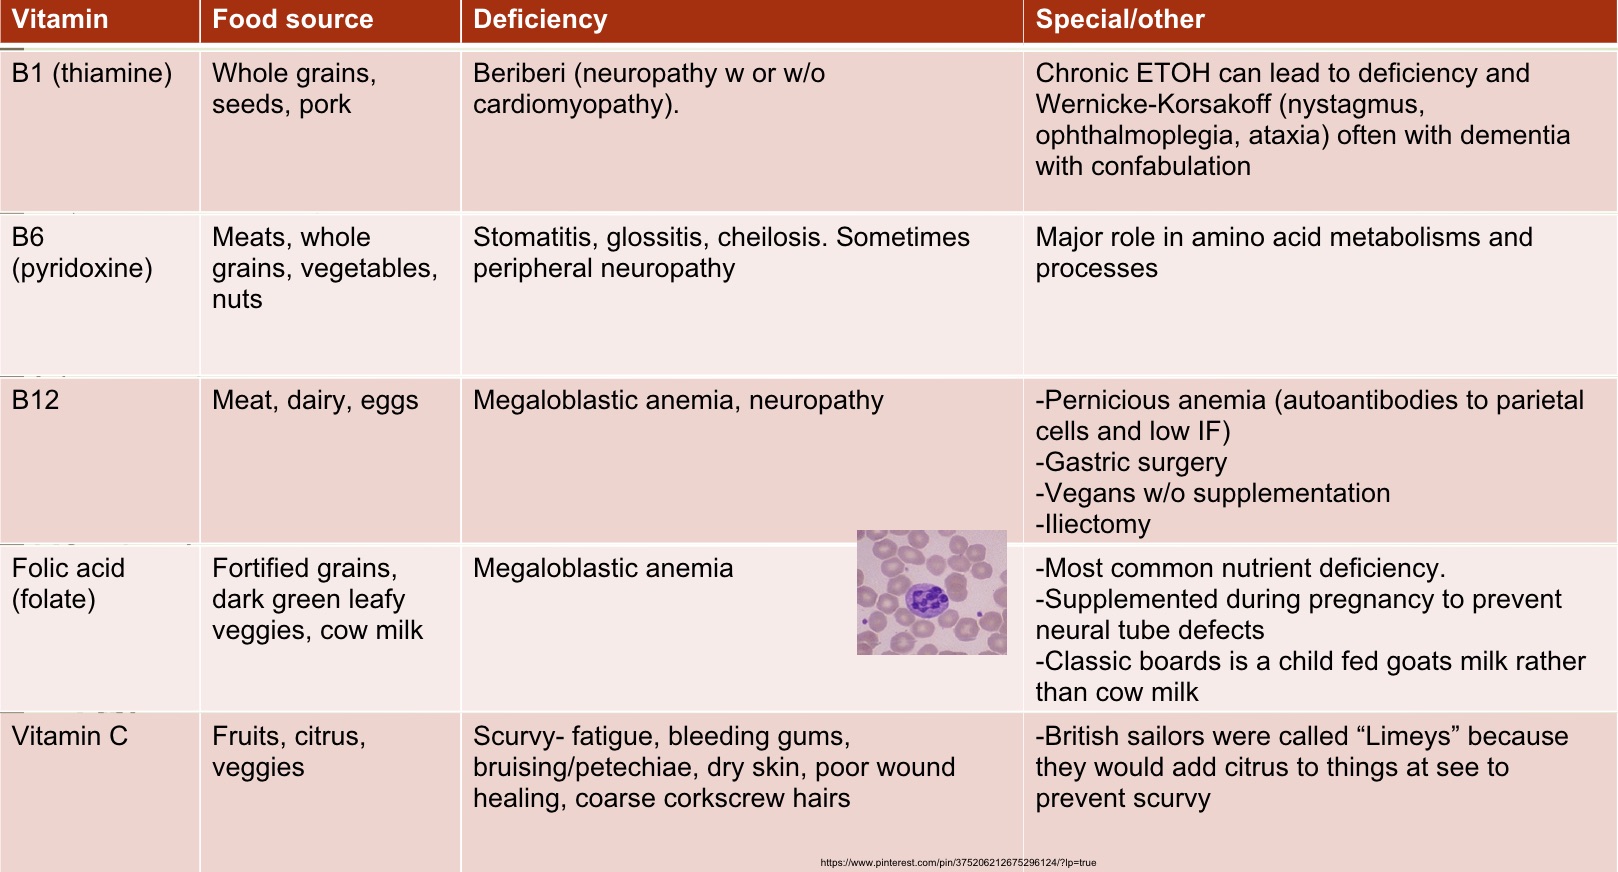 Vitamin
Food source
Deficiency
Special/other
B1 (thiamine)
Whole grains,
seeds, pork
Beriberi (neuropathy w or w/o
cardiomyopathy).
Chronic ETOH can lead to deficiency and
Wernicke-Korsakoff (nystagmus,
ophthalmoplegia, ataxia) often with dementia
with confabulation
B6
(pyridoxine)
Meats, whole
grains, vegetables,
nuts
Stomatitis, glossitis, cheilosis. Sometimes
peripheral neuropathy
Major role in amino acid metabolisms and
processes
B12
Meat, dairy, eggs
Megaloblastic anemia, neuropathy
-Pernicious anemia (autoantibodies to parietal
cells and low IF)
-Gastric surgery
-Vegans w/o supplementation
-Iliectomy
Folic acid
(folate)
Fortified grains,
dark green leafy
veggies, cow milk
Megaloblastic anemia
-Most common nutrient deficiency.
-Supplemented during pregnancy to prevent
neural tube defects
-Classic boards is a child fed goats milk rather
than cow milk
Vitamin C
Fruits, citrus,
veggies
Scurvy- fatigue, bleeding gums,
bruising/petechiae, dry skin, poor wound
healing, coarse corkscrew hairs
-British sailors were called “Limeys” because
they would add citrus to things at see to
prevent scurvy
https://www.pinterest.com/pin/375206212675296124/?lp=true